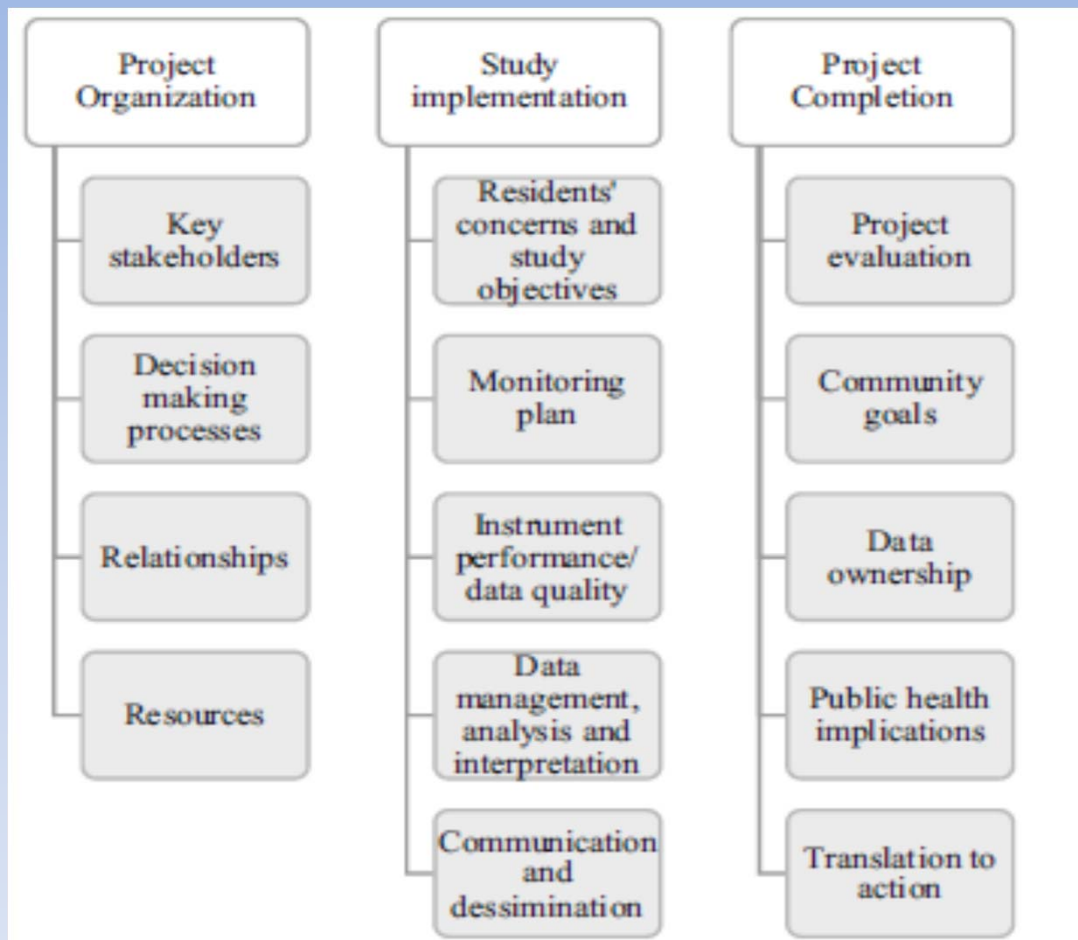 Project
Organization
Key
stakeholders
Decision
making
processes
Relationships
Resources
Study
implementation
Residents'
concerns and
study
objectives
Monitoring
plan
Instrument
performance/
data quality
Data
management,
analysis and
interpretation
Communication
and
dessimination
Project
Completion
Project
evaluation
Community
goals
Data
ownership
Public health
implications
Translation to
action